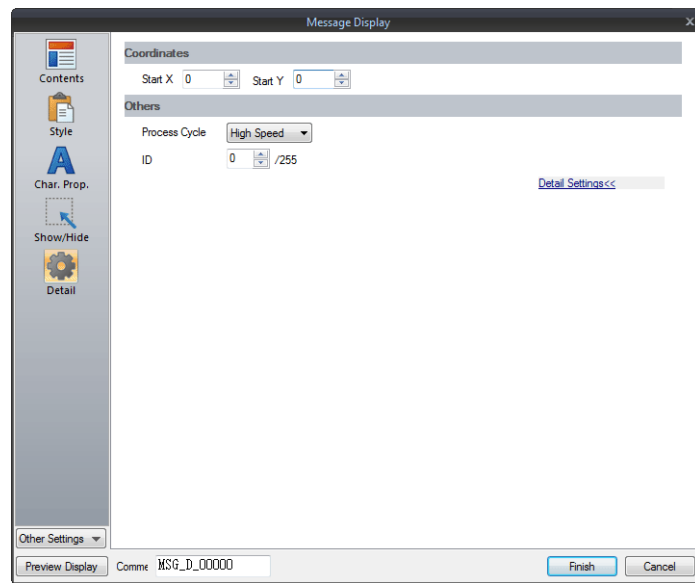 Message Display X
Contents
Style
Char. Prop.
Show/Hide
Detail
Other Settings
Preview Display
Coordinates
Start X 0 Start Y 0
Others
Process Cycle High Speed
ID 0 /255
Detail Settings<<
Comme MSG_D_00000
Finish Cancel